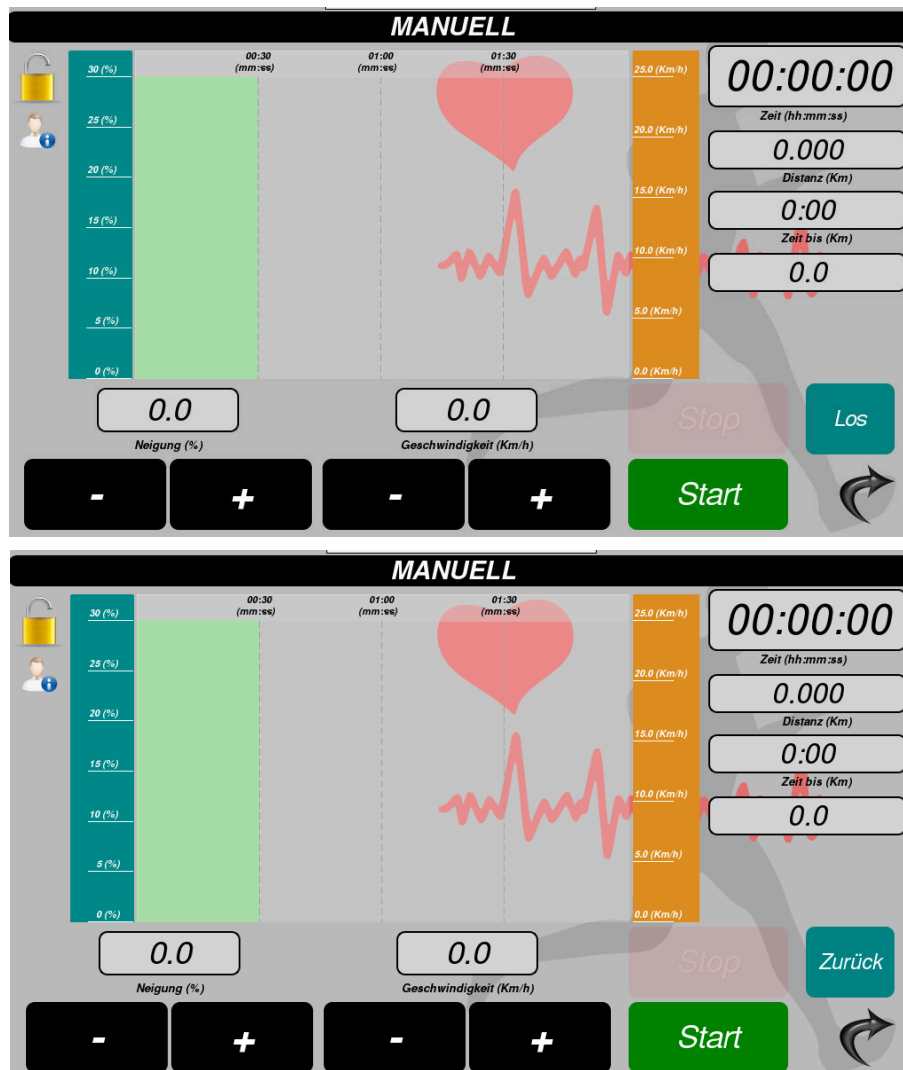 MANUELL
00:30 01:00 01:30
(mm:ss) (mm:ss) (mm:ss)
30 (%)
25 (%)
20 (%)
15 (%)
10 (%)
5 (%)
0 (%)
25.0 (Km/h)
20.0 (Km/h)
15.0 (Km/h)
10.0 (Km/h)
5.0 (Km/h)
0.0 (Km/h)
00:00:00
Zeit (hh:mm:ss)
0.000
Distanz (Km)
0:00
Zeit bis (Km)
0.0
0.0 0.0
Neigung (%) Geschwindigkeit (Km/h)
Stop Los
- + - + Start
MANUELL
00:30 01:00 01:30
(mm:ss) (mm:ss) (mm:ss)
30 (%)
25 (%)
20 (%)
15 (%)
10 (%)
5 (%)
0 (%)
25.0 (Km/h)
20.0 (Km/h)
15.0 (Km/h)
10.0 (Km/h)
5.0 (Km/h)
0.0 (Km/h)
00:00:00
Zeit (hh:mm:ss)
0.000
Distanz (Km)
0:00
Zeit bis (Km)
0.0
0.0 0.0
Neigung (%) Geschwindigkeit (Km/h)
Stop Zurück
- + - + Start